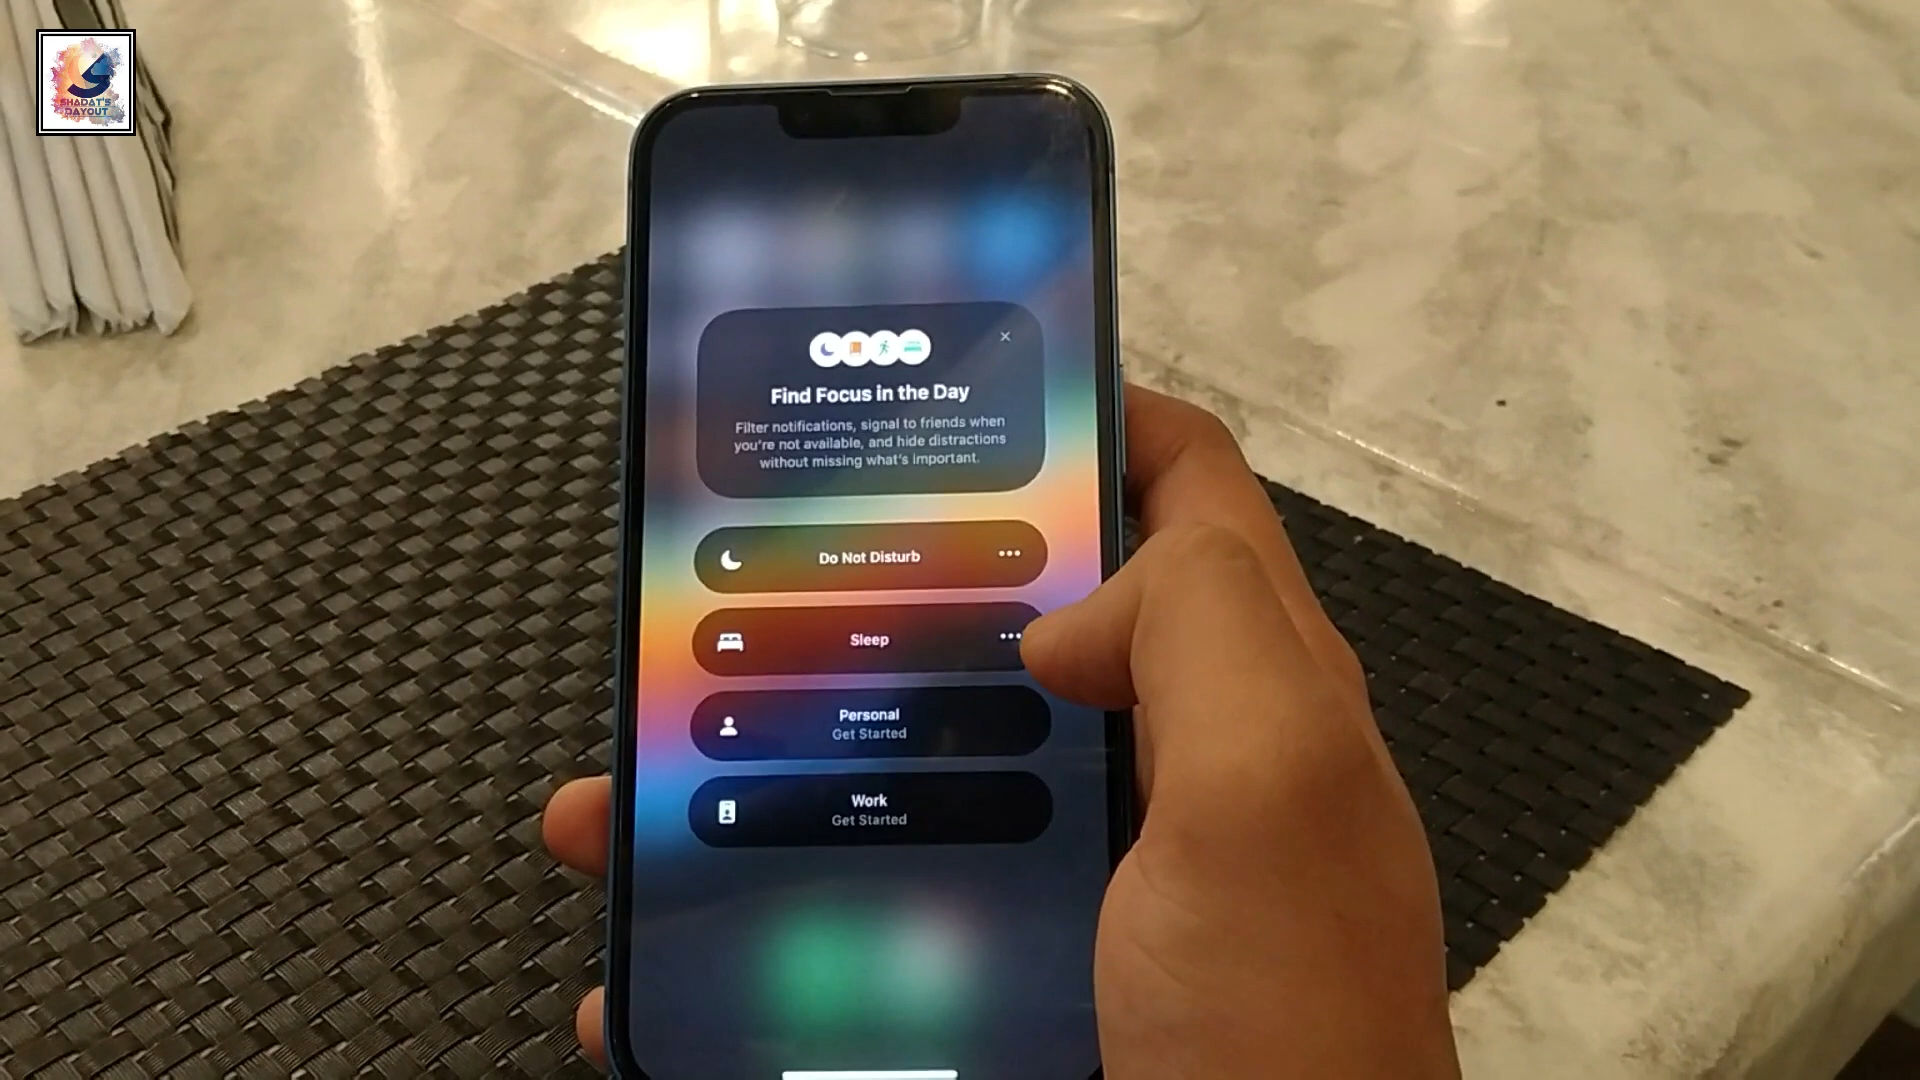 SHADAT'S
DAYOUT
Find Focus in the Day
Filter notifications, signal to friends when
you're not available, and hide distractions
without missing what's important.
Do Not Disturb
Sleep
Personal
Get Started
Work
Get Started